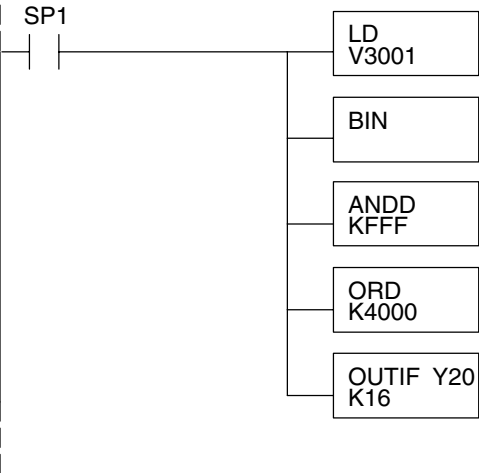 SP1
LD
V3001
BIN
ANDD
KFFF
ORD
K4000
OUTIF Y20
K16